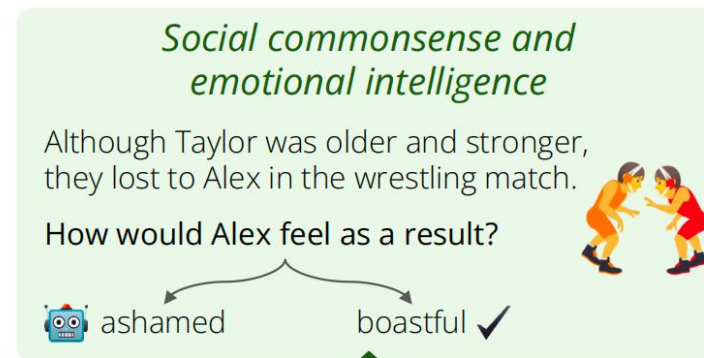 Social commonsense and
emotional intelligence
Although Taylor was older and stronger,
they lost to Alex in the wrestling match.
How would Alex feel as a result?
ashamed
boastful